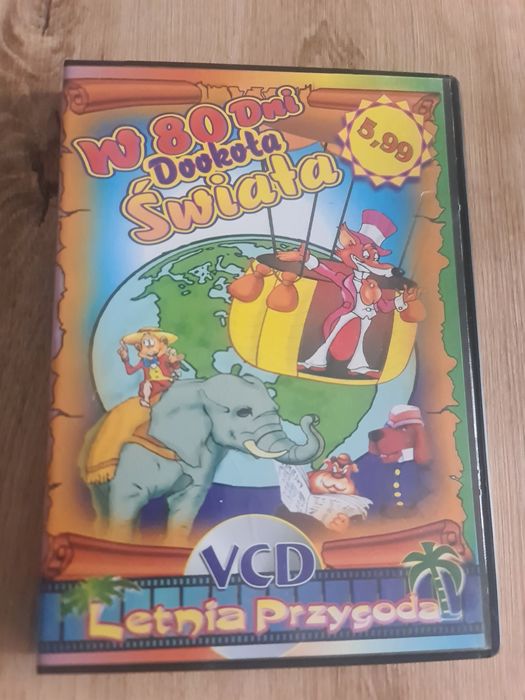 W 80 Dni
Dookoła
Świata
5,99
VCD
Letnia Przygoda